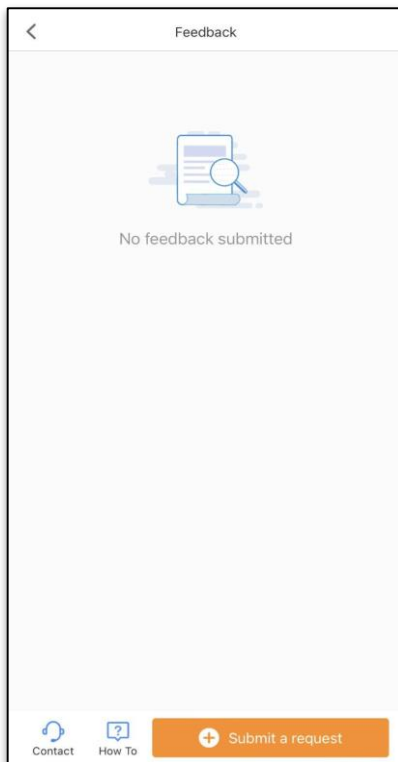 Feedback
No feedback submitted
Submit a request
Contact
How To